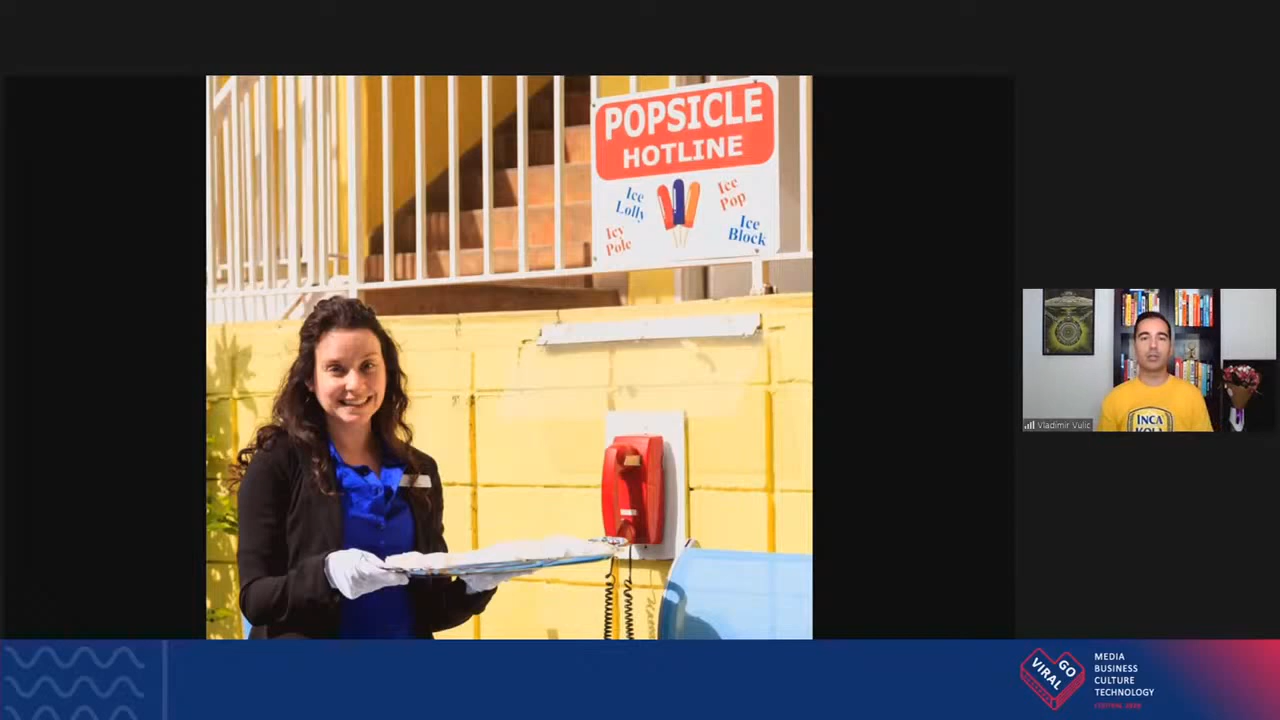 POPSICLE
HOTLINE
Ice
Lolly
Ice
Pop
Icy
Pole
Ice
Block
INCA
KOLA
Vladimir Vulic
GO
VIRAL
MEDIA
BUSINESS
CULTURE
TECHNOLOGY